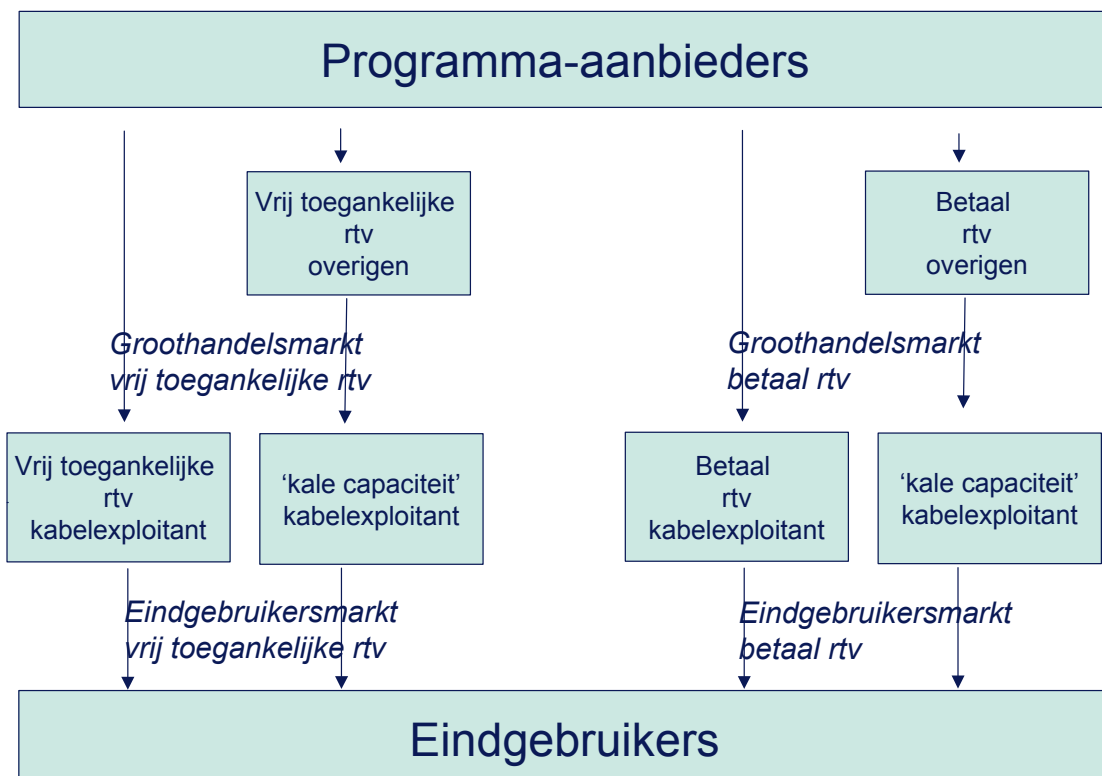 Programma-aanbieders
Vrij toegankelijke
rtv
overigen
Betaal
rtv
overigen
Groothandelsmarkt
vrij toegankelijke rtv
Groothandelsmarkt
betaal rtv
Vrij toegankelijke
rtv
kabelexploitant
‘kale capaciteit’
kabelexploitant
Betaal
rtv
kabelexploitant
‘kale capaciteit’
kabelexploitant
Eindgebruikersmarkt
vrij toegankelijke rtv
Eindgebruikersmarkt
betaal rtv
Eindgebruikers